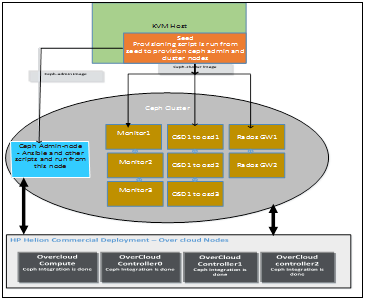 KVM Host
Seed
Provisioning script is run from
seed to provision ceph admin and
cluster nodes
Ceph admin image
Ceph cluster image
Ceph Cluster
Monitor1
OSD1 to osd1
Rados GW1
Ceph Admin-node
- Ansible and other
scripts and run from
this node
Monitor2
OSD1 to osd2
Rados GW2
Monitor3
OSD1 to osd3
HP Helion Commercial Deployment -- Over cloud Nodes
OverCloud
Compute
Ceph Integration is done
OverCloud
Controller0
Ceph Integration is done
OverCloud
Controller1
Ceph Integration is
done
OverCloud
controller2
Ceph Integration is
done